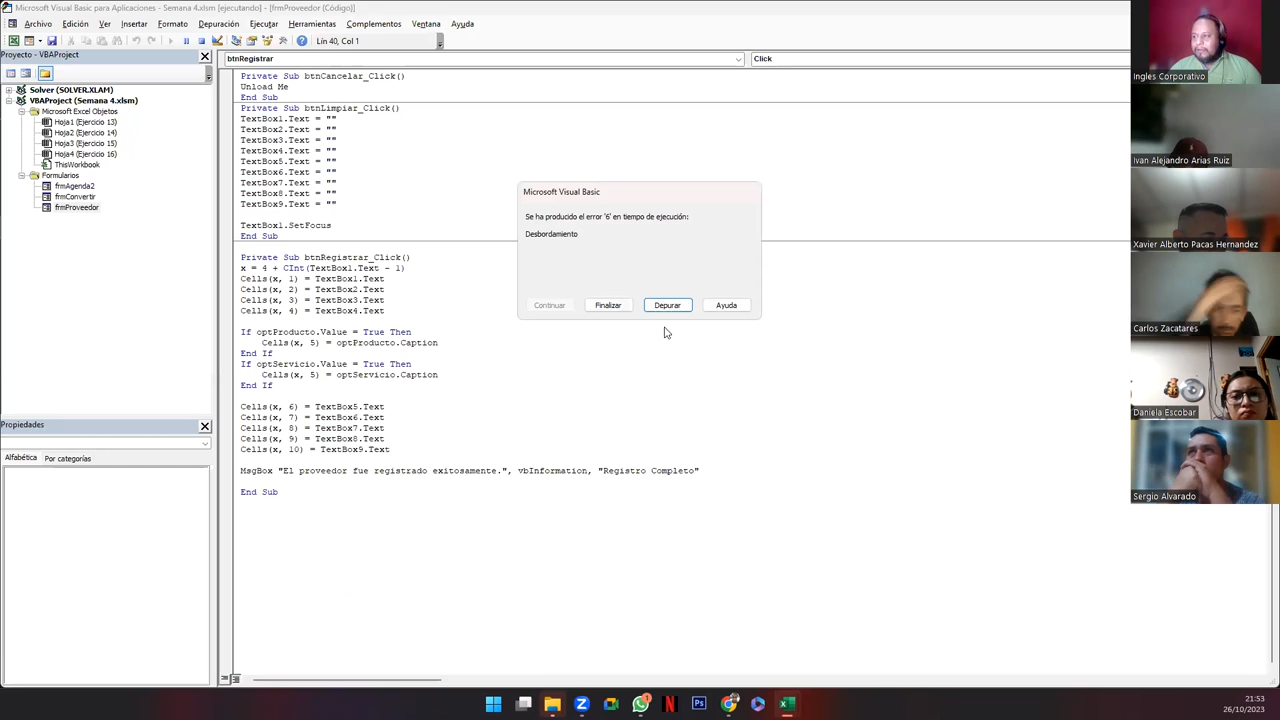 Microsoft Visual Basic para Aplicaciones - Semana 4.xlsm [ejecutando] - [frmProveedor (Código)]
Archivo Edición Ver Insertar Formato Depuración Ejecutar Herramientas Complementos Ventana Ayuda
Lín 40, Col 1
Proyecto - VBAProject
Solver (SOLVER.XLAM)
VBAProject (Semana 4.xlsm)
Microsoft Excel Objetos
Hoja1 (Ejercicio 13)
Hoja2 (Ejercicio 14)
Hoja3 (Ejercicio 15)
Hoja4 (Ejercicio 16)
ThisWorkbook
Formularios
frmAgenda2
frmConvertir
frmProveedor
Propiedades
Alfabética Por categorías
btnRegistrar Click
Private Sub btnCancelar_Click()
Unload Me
End Sub
Private Sub btnLimpiar_Click()
TextBox1.Text = ""
TextBox2.Text = ""
TextBox3.Text = ""
TextBox4.Text = ""
TextBox5.Text = ""
TextBox6.Text = ""
TextBox7.Text = ""
TextBox8.Text = ""
TextBox9.Text = ""
TextBox1.SetFocus
End Sub
Private Sub btnRegistrar_Click()
x = 4 + CInt(TextBox1.Text - 1)
Cells(x, 1) = TextBox1.Text
Cells(x, 2) = TextBox2.Text
Cells(x, 3) = TextBox3.Text
Cells(x, 4) = TextBox4.Text
If optProducto.Value = True Then
Cells(x, 5) = optProducto.Caption
End If
If optServicio.Value = True Then
Cells(x, 5) = optServicio.Caption
End If
Cells(x, 6) = TextBox5.Text
Cells(x, 7) = TextBox6.Text
Cells(x, 8) = TextBox7.Text
Cells(x, 9) = TextBox8.Text
Cells(x, 10) = TextBox9.Text
MsgBox "El proveedor fue registrado exitosamente.", vbInformation, "Registro Completo"
End Sub
Microsoft Visual Basic
Se ha producido el error '6' en tiempo de ejecución:
Desbordamiento
Continuar Finalizar Depurar Ayuda
Ingles Corporativo
Ivan Alejandro Arias Ruiz
Xavier Alberto Pacas Hernandez
Carlos Zacatares
Daniela Escobar
Sergio Alvarado
21:53
26/10/2023